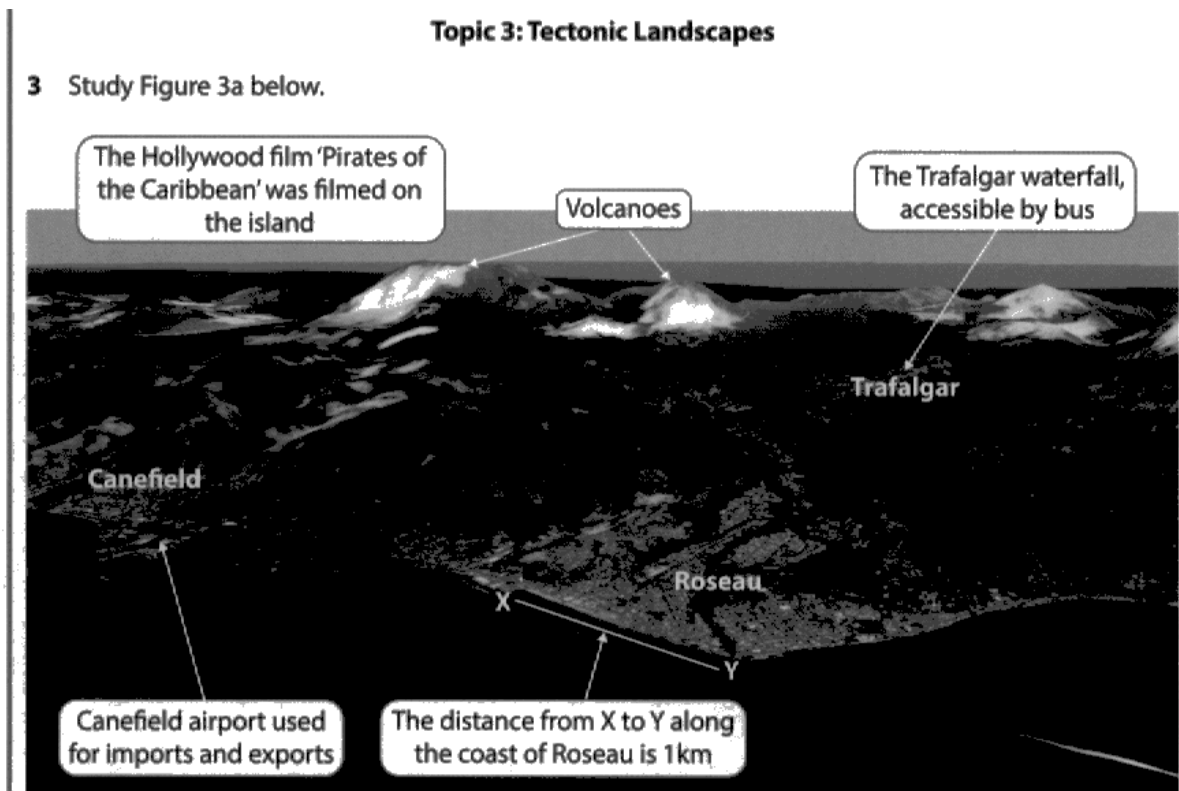 Topic 3: Tectonic Landscapes
3 Study Figure 3a below.
The Hollywood film 'Pirates of
the Caribbean' was filmed on
the island
Volcanoes
The Trafalgar waterfall,
accessible by bus
Trafalgar
Canefield
Roseau
X
Y
Canefield airport used
for imports and exports
The distance from X to Y along
the coast of Roseau is 1km